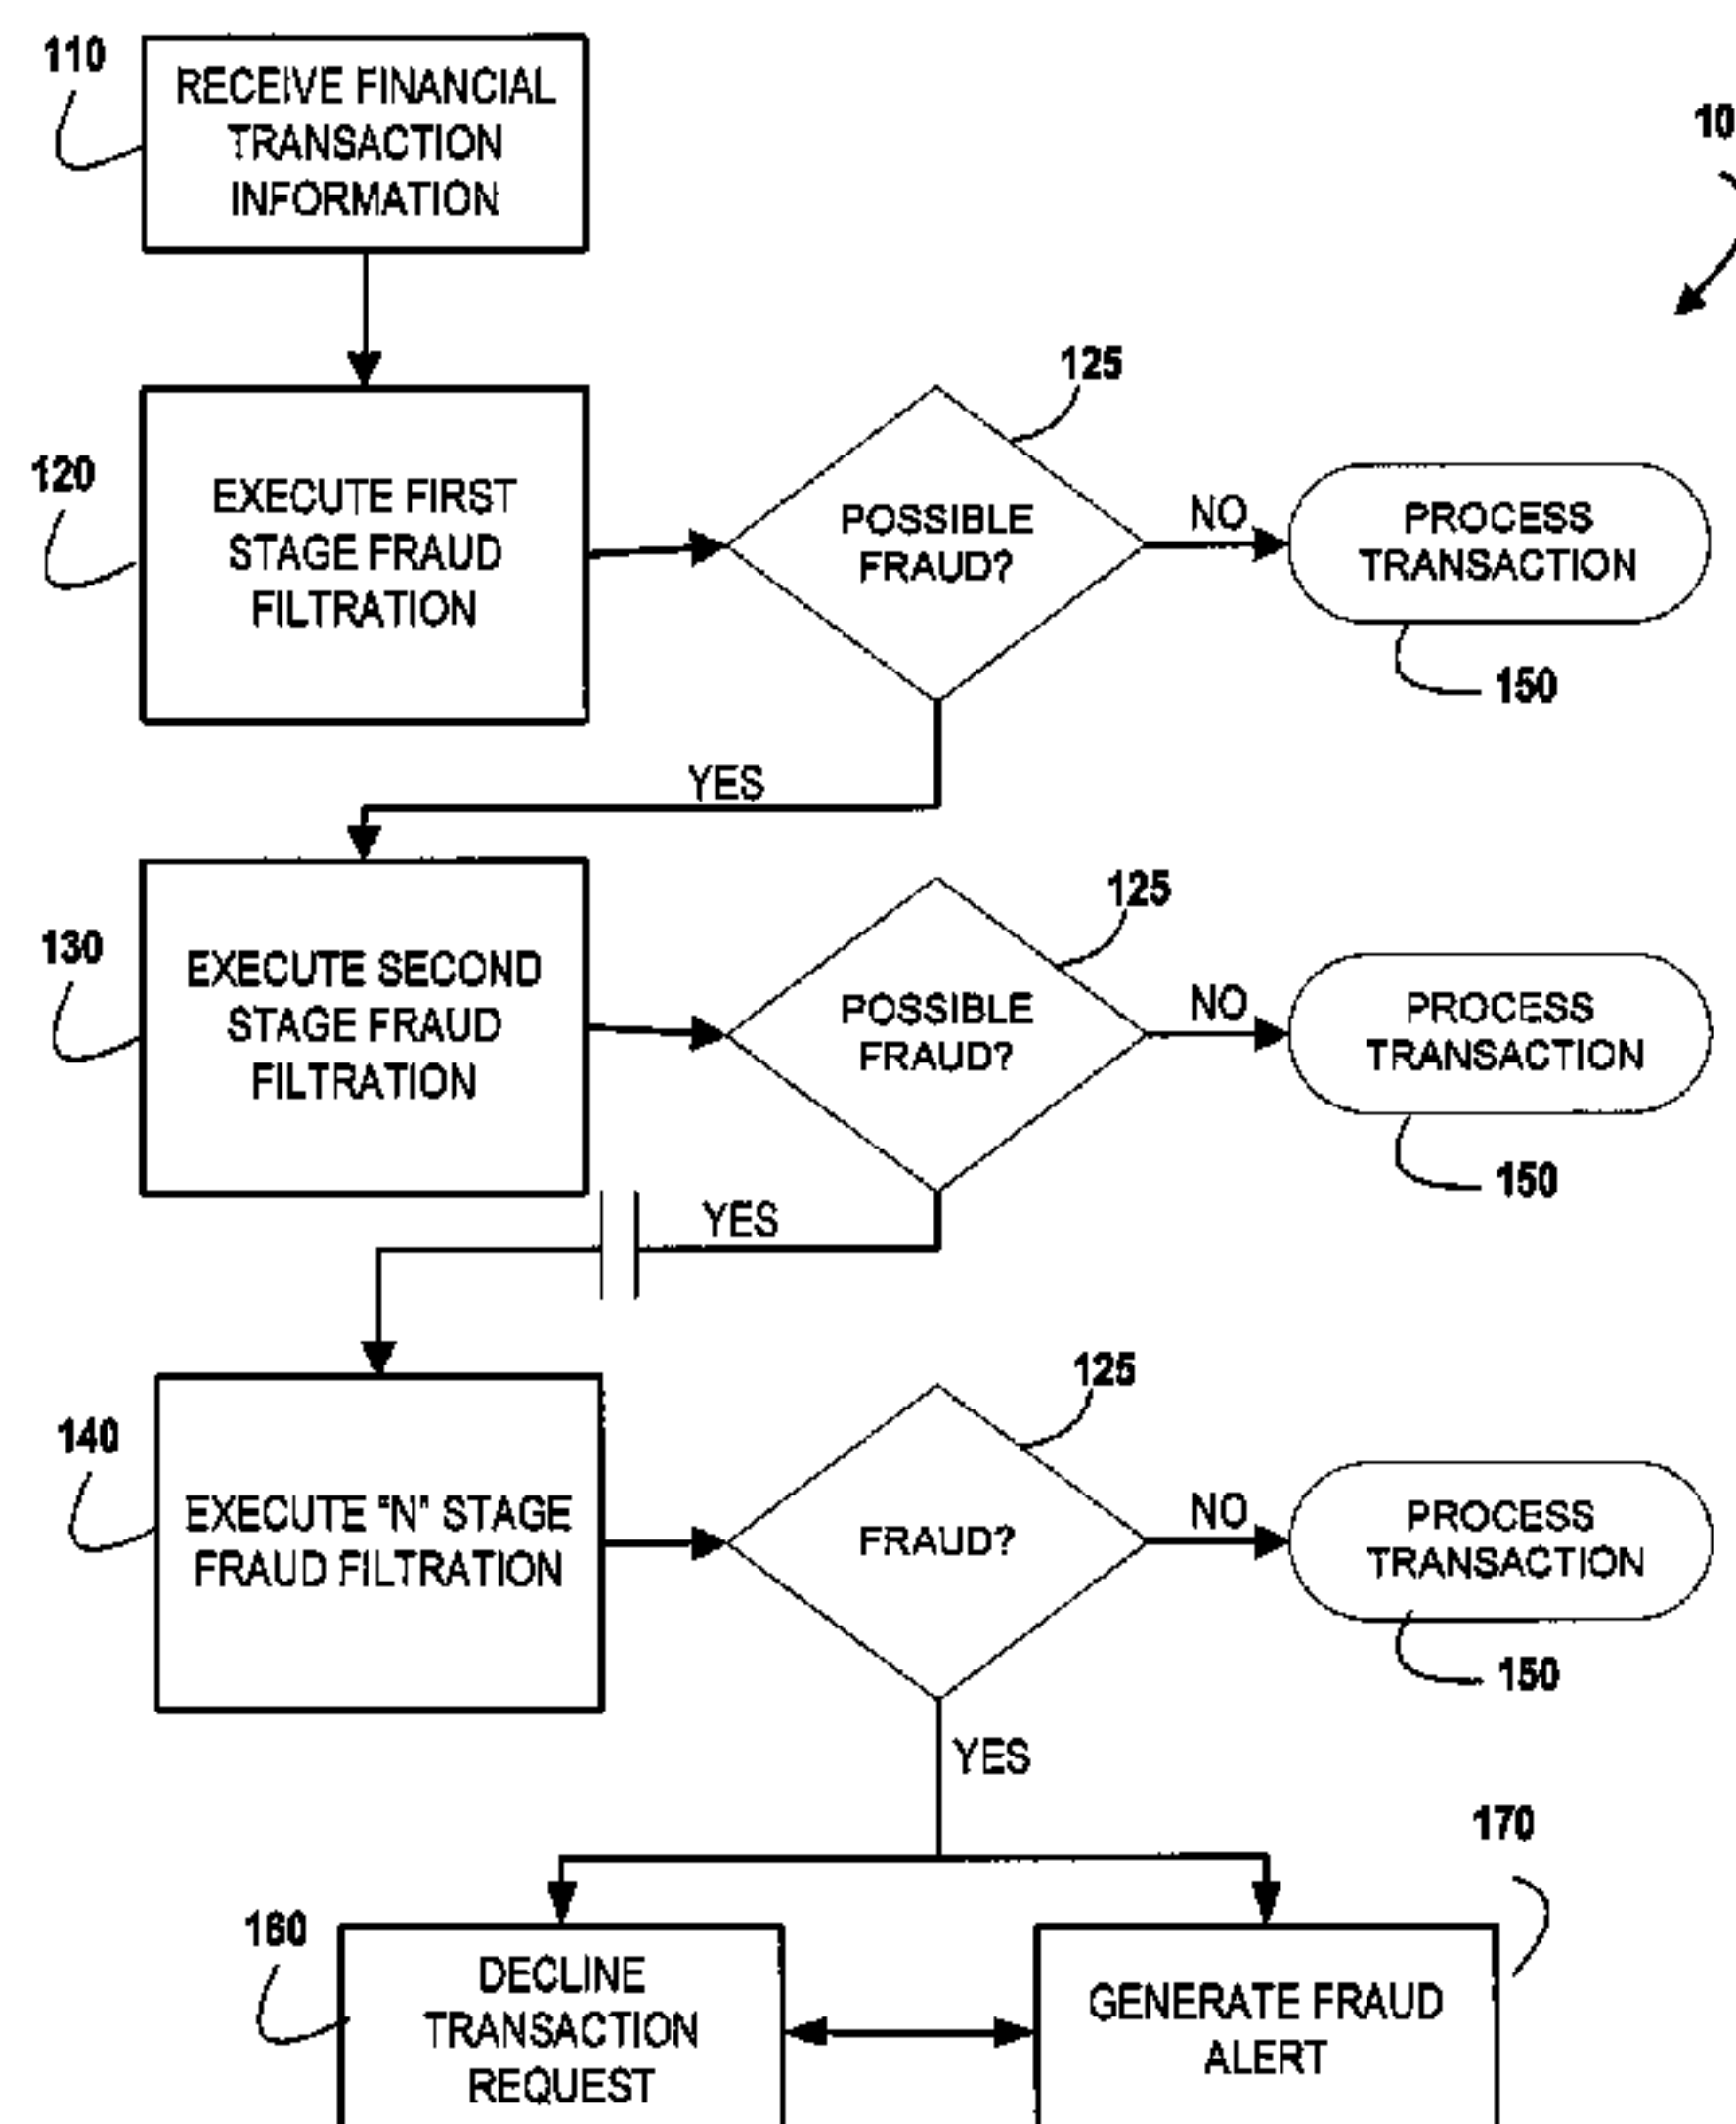 110
RECEIVE FINANCIAL
TRANSACTION
INFORMATION
10
125
120
EXECUTE FIRST
STAGE FRAUD
FILTRATION
POSSIBLE
FRAUD?
NO
PROCESS
TRANSACTION
150
YES
125
130
EXECUTE SECOND
STAGE FRAUD
FILTRATION
POSSIBLE
FRAUD?
NO
PROCESS
TRANSACTION
150
YES
125
140
EXECUTE "N" STAGE
FRAUD FILTRATION
FRAUD?
NO
PROCESS
TRANSACTION
150
YES
170
160
DECLINE
TRANSACTION
REQUEST
GENERATE FRAUD
ALERT